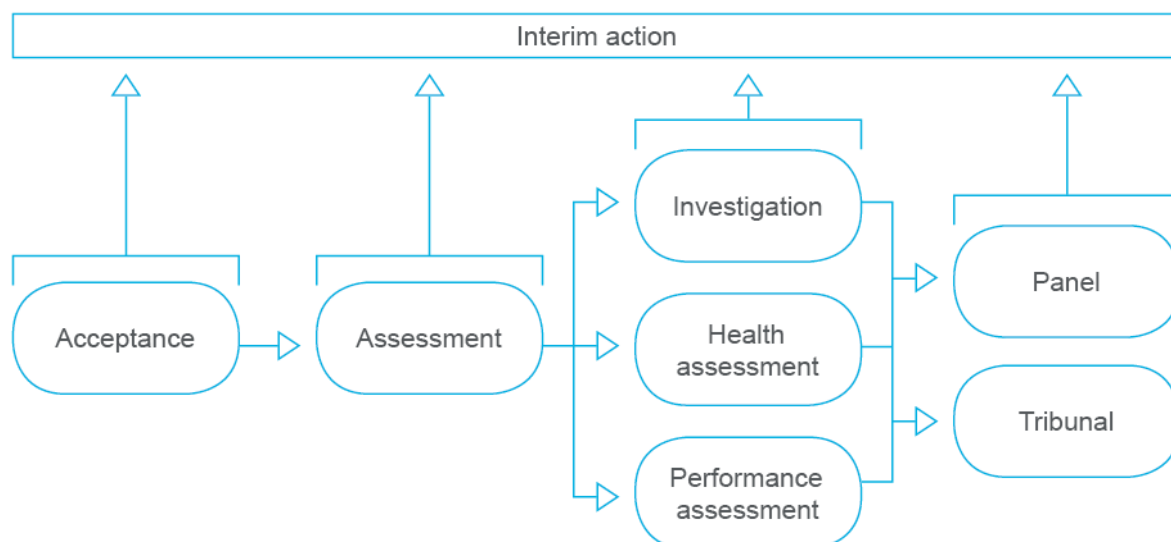 Interim action
Acceptance
Assessment
Investigation
Health
assessment
Performance
assessment
Panel
Tribunal